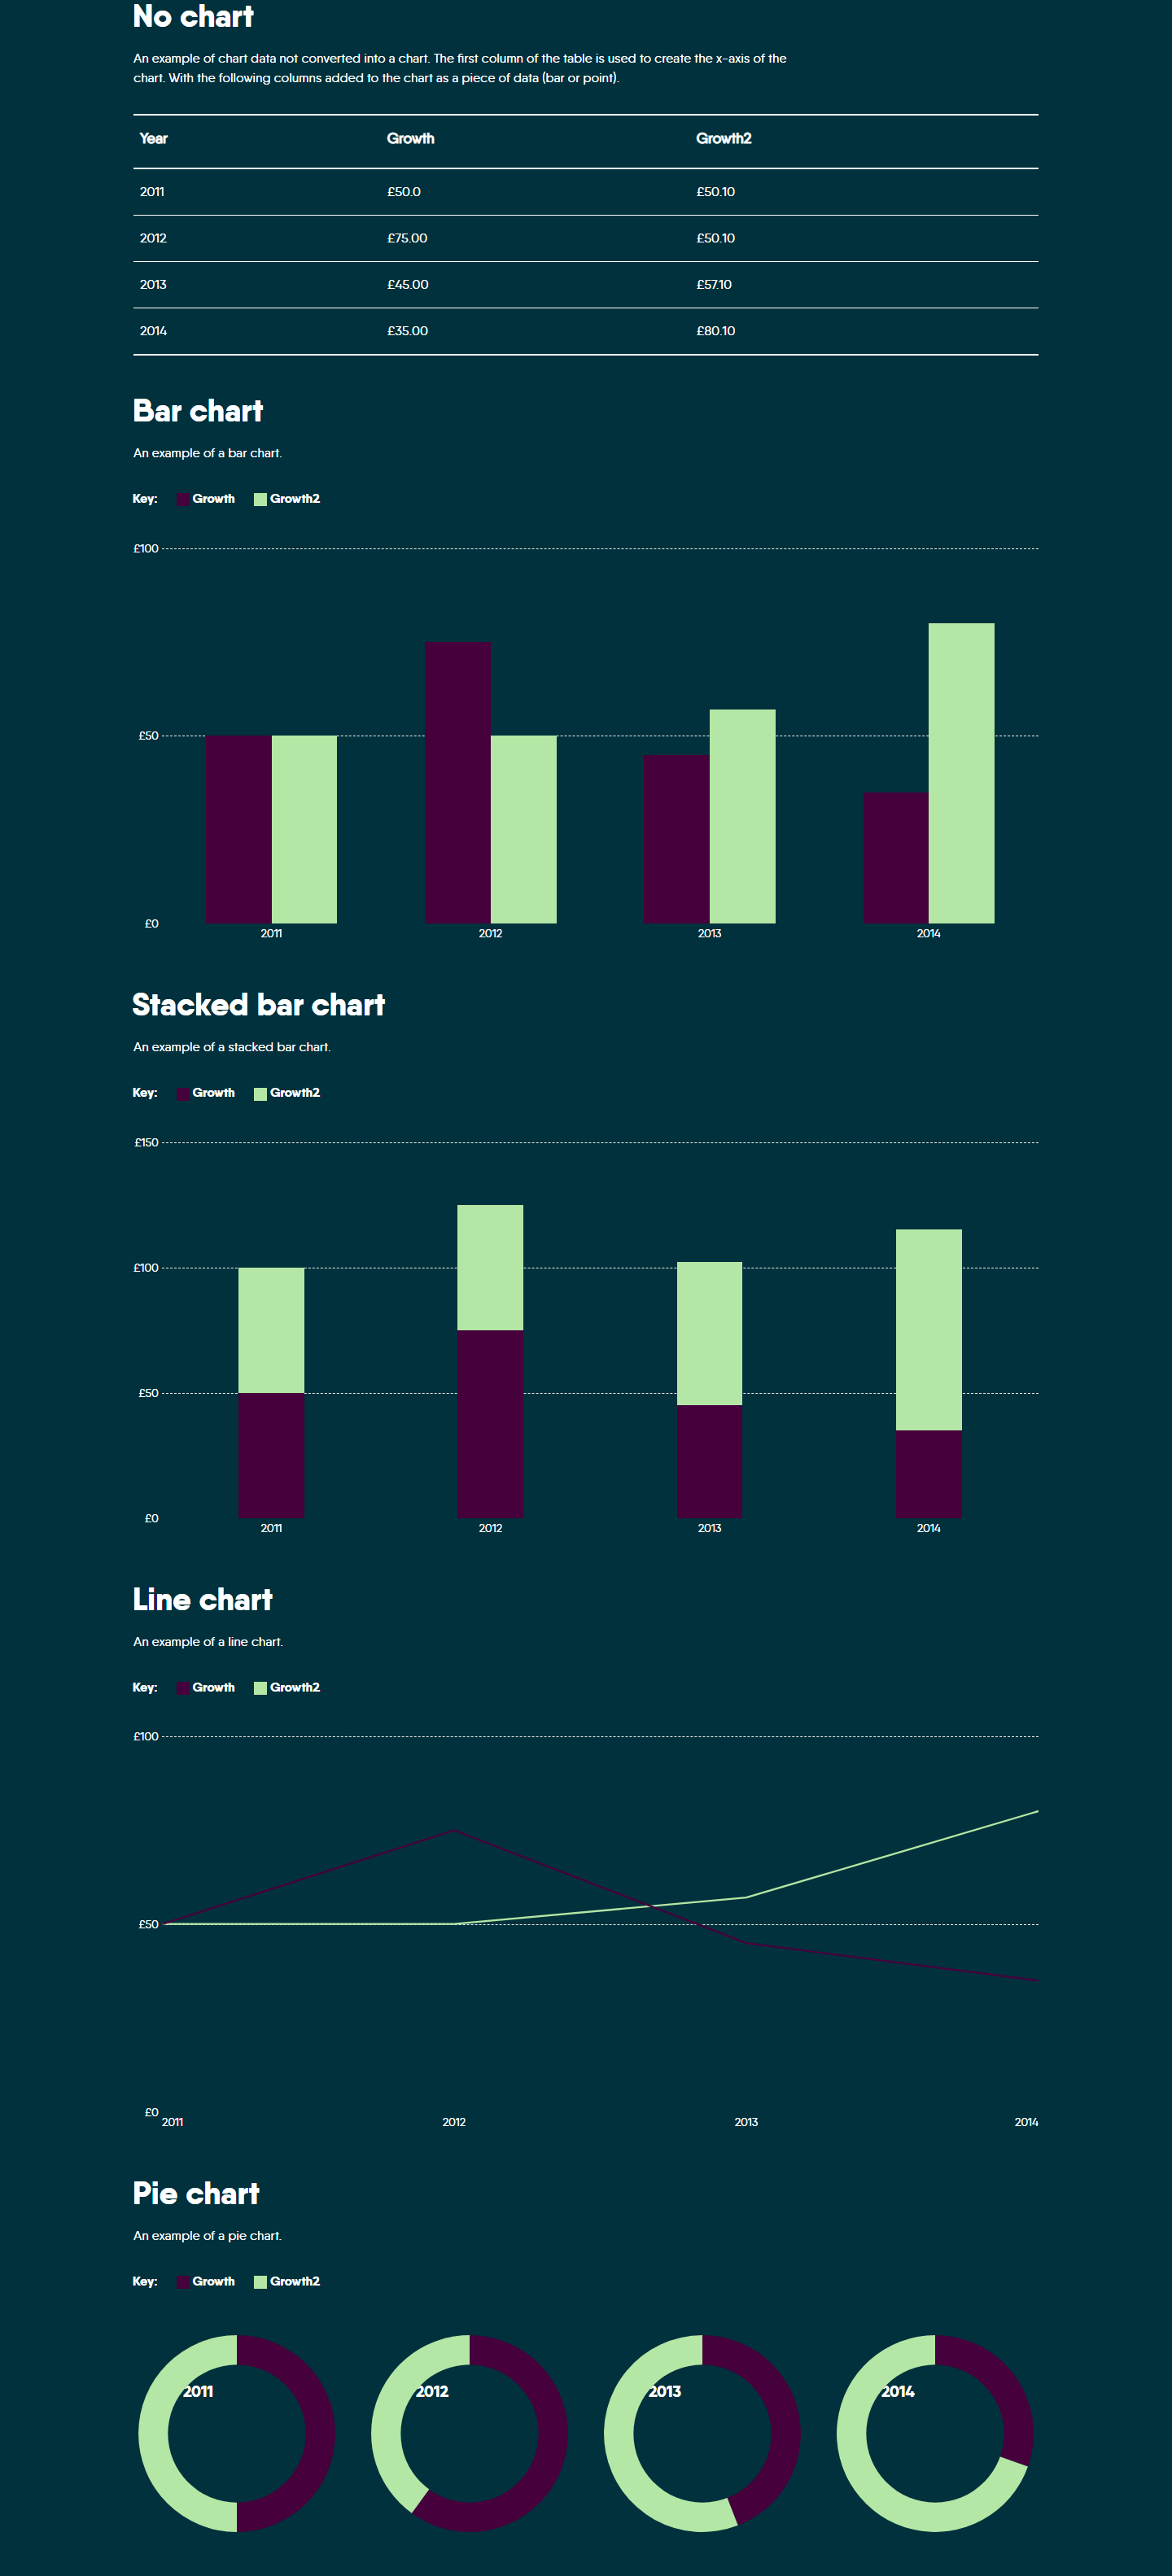 No chart
An example of chart data not converted into a chart. The first column of the table is used to create the x-axis of the
chart. With the following columns added to the chart as a piece of data (bar or point).
Year Growth Growth2
2011 £50.0 £50.10
2012 £75.00 £50.10
2013 £45.00 £57.10
2014 £35.00 £80.10
Bar chart
An example of a bar chart.
Key: Growth Growth2
£100
£50
£0
2011 2012 2013 2014
Stacked bar chart
An example of a stacked bar chart.
Key: Growth Growth2
£150
£100
£50
£0
2011 2012 2013 2014
Line chart
An example of a line chart.
Key: Growth Growth2
£100
£50
£0
2011 2012 2013 2014
Pie chart
An example of a pie chart.
Key: Growth Growth2
2011 2012 2013 2014